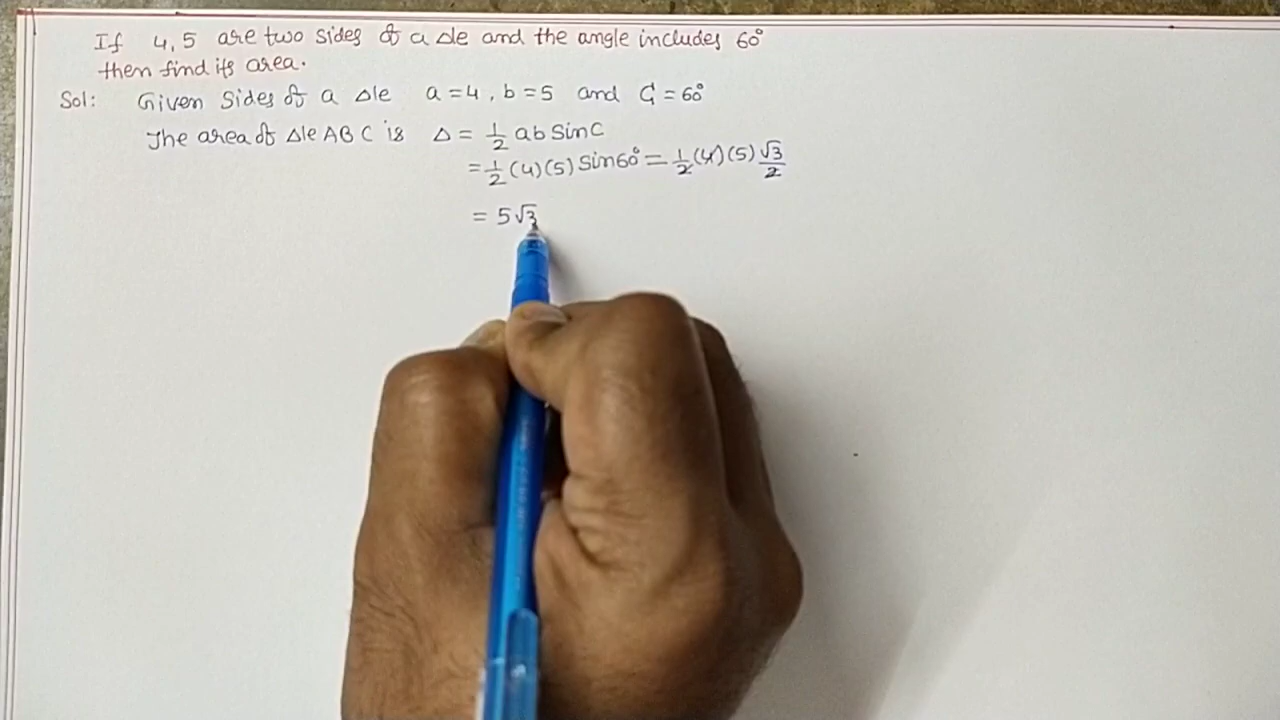 If 4,5 are two sides of a Δle and the angle includes 60°
then find its area.
Sol: Given Sides of a Δle a=4, b=5 and C = 60°
The area of Δle ABC is Δ = 1/2 ab SinC
= 1/2 (4)(5) Sin60° = 1/2 (4)(5) √3/2
= 5√3